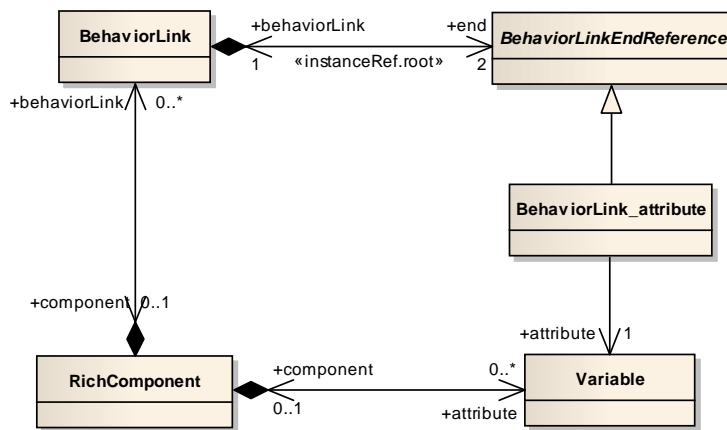 BehaviorLink
+behaviorLink
+end
BehaviorLinkEndReference
1
«instanceRef.root»
2
+behaviorLink
0..*
BehaviorLink_attribute
+component
0..1
+attribute
1
RichComponent
+component
0..*
Variable
0..1
+attribute